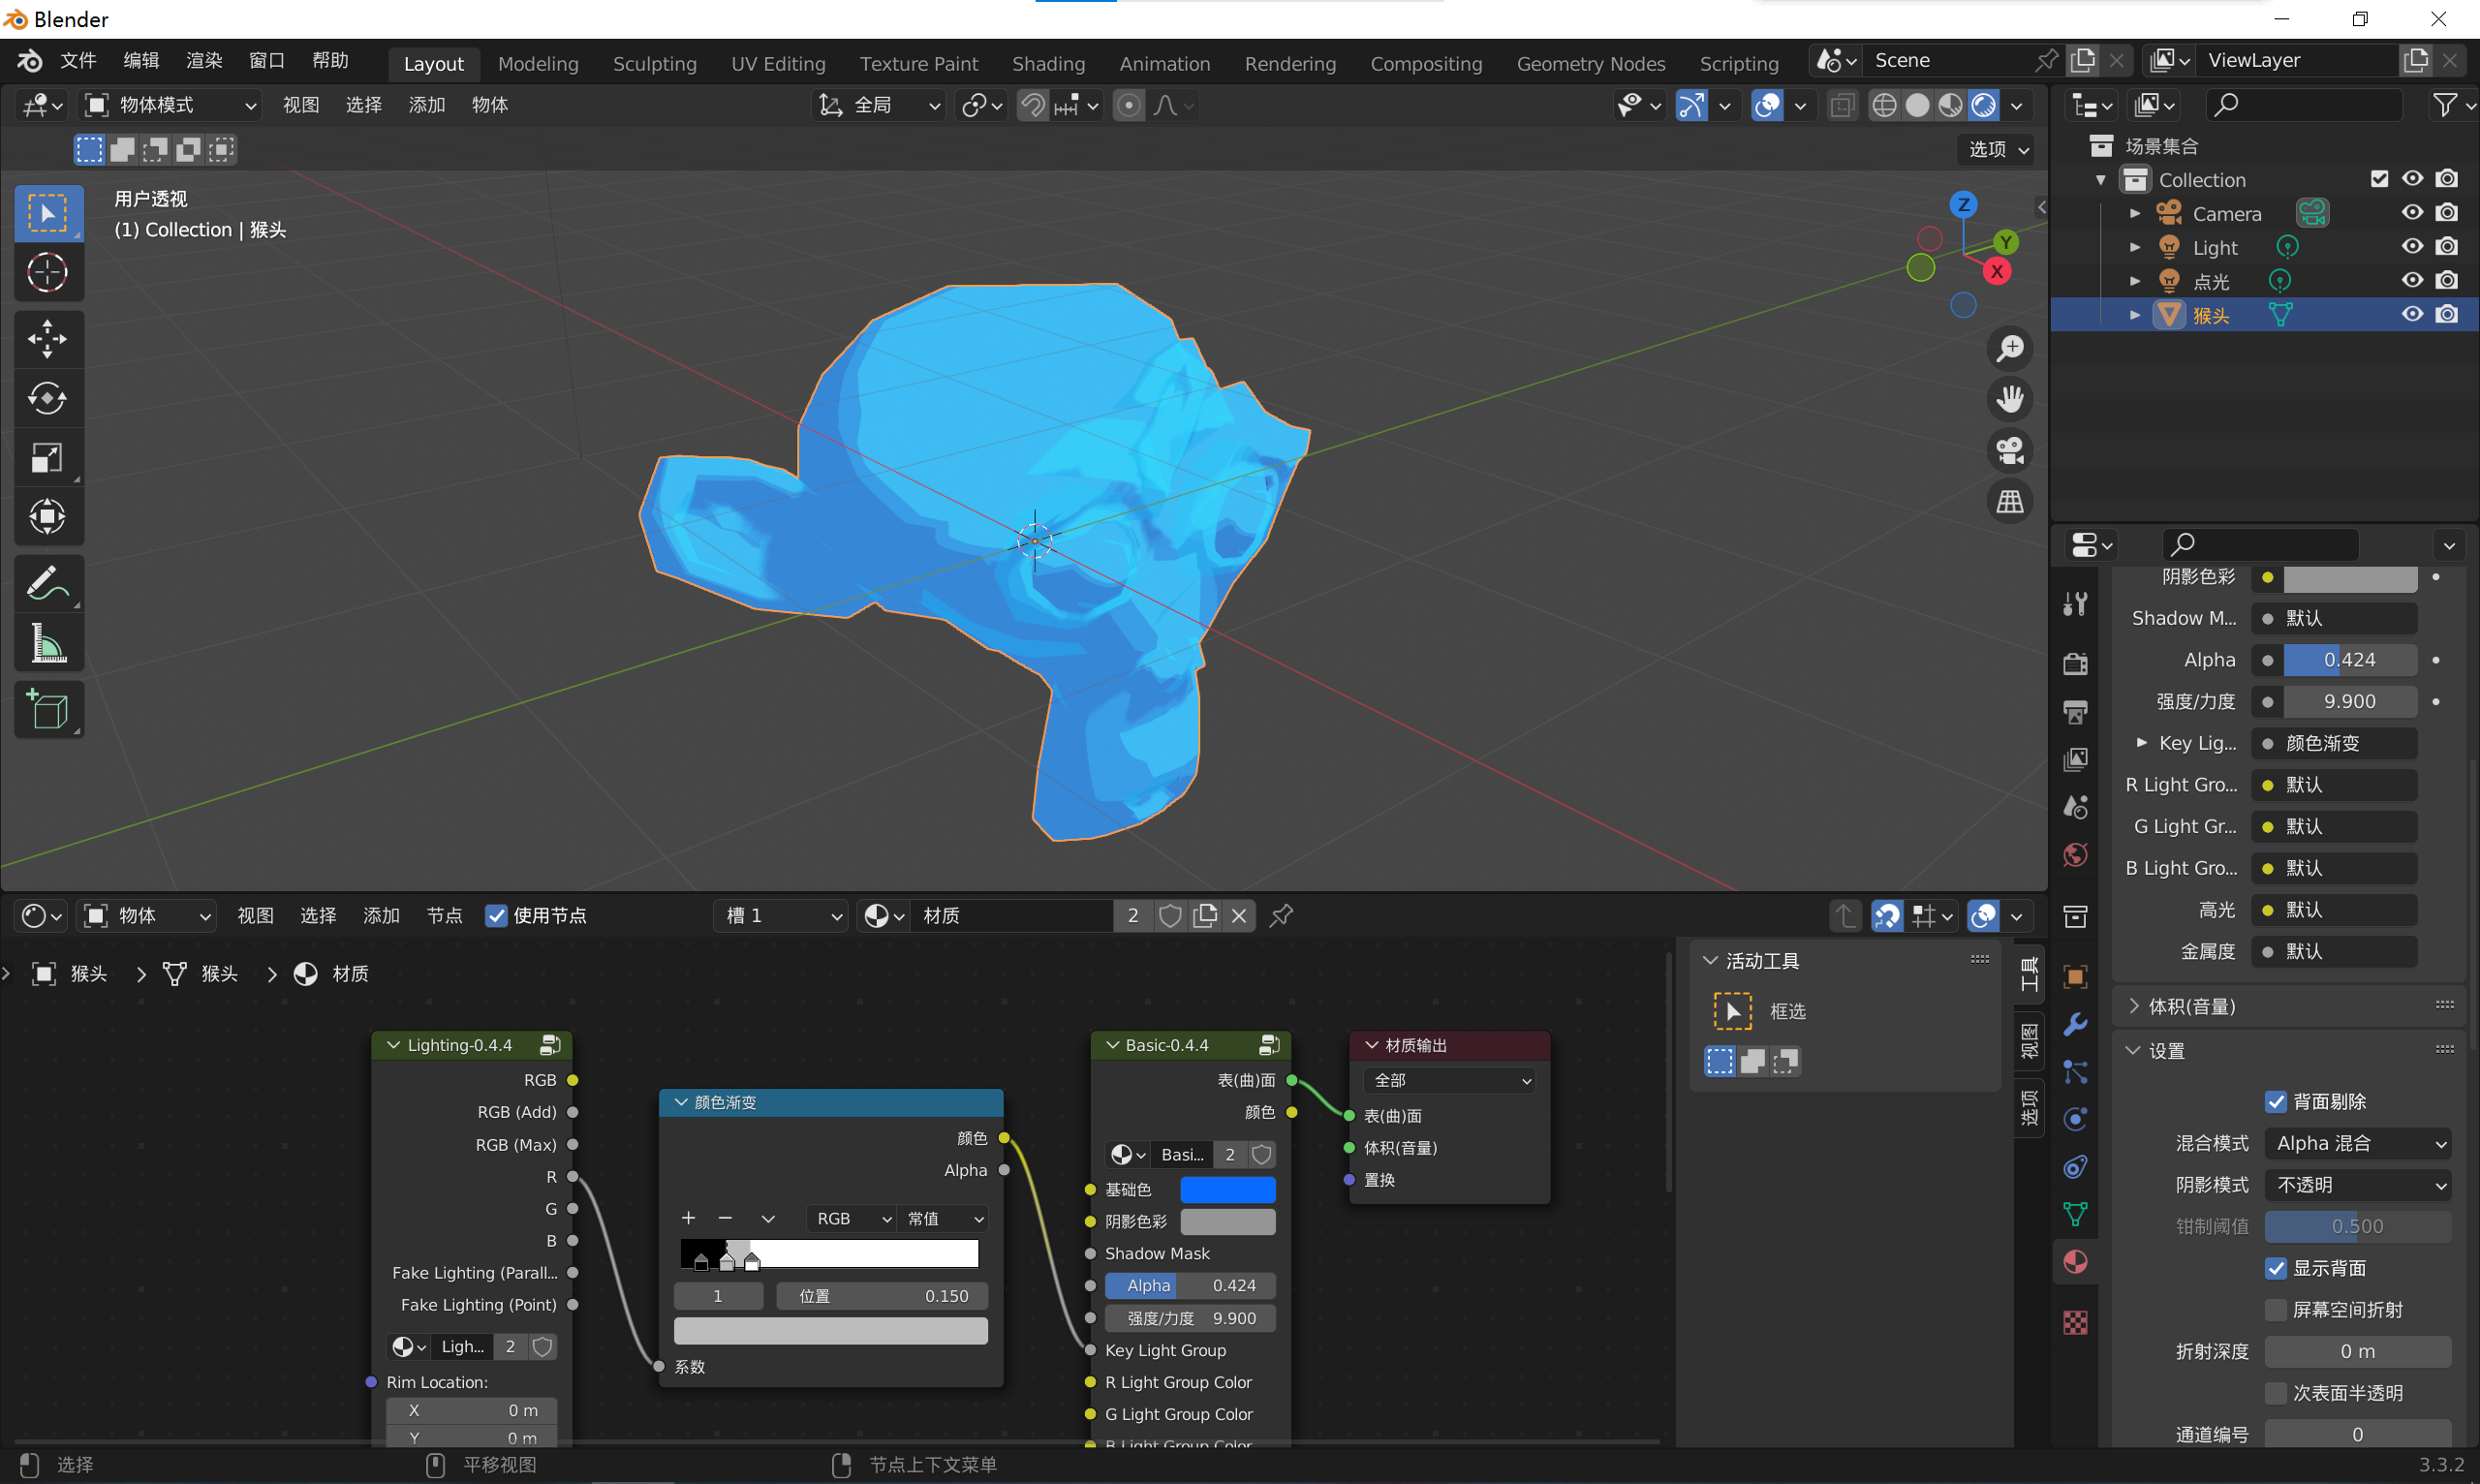 Blender
文件 编辑 渲染 窗口 帮助 Layout Modeling Sculpting UV Editing Texture Paint Shading Animation Rendering Compositing Geometry Nodes Scripting Scene ViewLayer
物体模式 视图 选择 添加 物体 全局
选项
用户透视
(1) Collection | 猴头
Z
Y
X
场景集合
Collection
Camera
Light
点光
猴头
阴影色彩
Shadow M... 默认
Alpha 0.424
强度/力度 9.900
Key Lig... 颜色渐变
R Light Gro... 默认
G Light Gr... 默认
B Light Gro... 默认
高光 默认
金属度 默认
体积(音量)
设置
背面剔除
混合模式 Alpha 混合
阴影模式 不透明
钳制阈值 0.500
显示背面
屏幕空间折射
折射深度 0 m
次表面半透明
通道编号 0
物体 视图 选择 添加 节点 使用节点 槽 1 材质 2
猴头 猴头 材质
Lighting-0.4.4
RGB
RGB (Add)
RGB (Max)
R
G
B
Fake Lighting (Parall...
Fake Lighting (Point)
Ligh... 2
Rim Location:
X 0 m
Y 0 m
颜色渐变
颜色
Alpha
RGB 常值
1 位置 0.150
系数
Basic-0.4.4
表(曲)面
颜色
Basi... 2
基础色
阴影色彩
Shadow Mask
Alpha 0.424
强度/力度 9.900
Key Light Group
R Light Group Color
G Light Group Color
B Light Group Color
材质输出
全部
表(曲)面
体积(音量)
置换
活动工具
框选
工具
视图
选项
选择 平移视图 节点上下文菜单 3.3.2